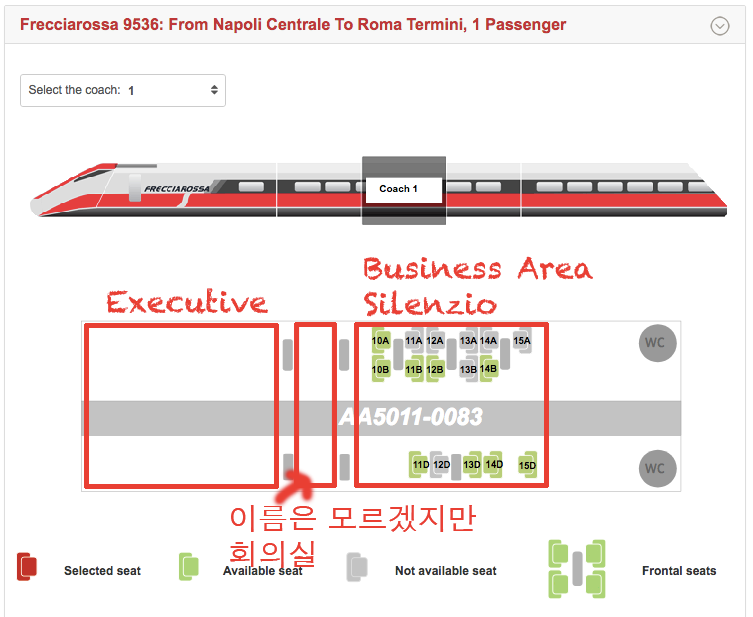 Frecciarossa 9536: From Napoli Centrale To Roma Termini, 1 Passenger
Select the coach: 1
FRECCIAROSSA
Coach 1
Executive
Business Area
Silenzio
10A 11A 12A 13A 14A 15A
WC
10B 11B 12B 13B 14B
AA5011-0083
11D 12D 13D 14D 15D
WC
이름은 모르겠지만
회의실
Selected seat
Available seat
Not available seat
Frontal seats